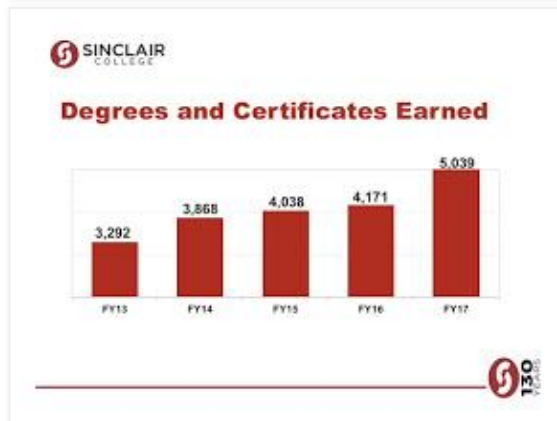 SINCLAIR
COLLEGE
Degrees and Certificates Earned
5,039
4,171
4,038
3,868
3,292
FY13 FY14 FY15 FY16 FY17
130
YEARS